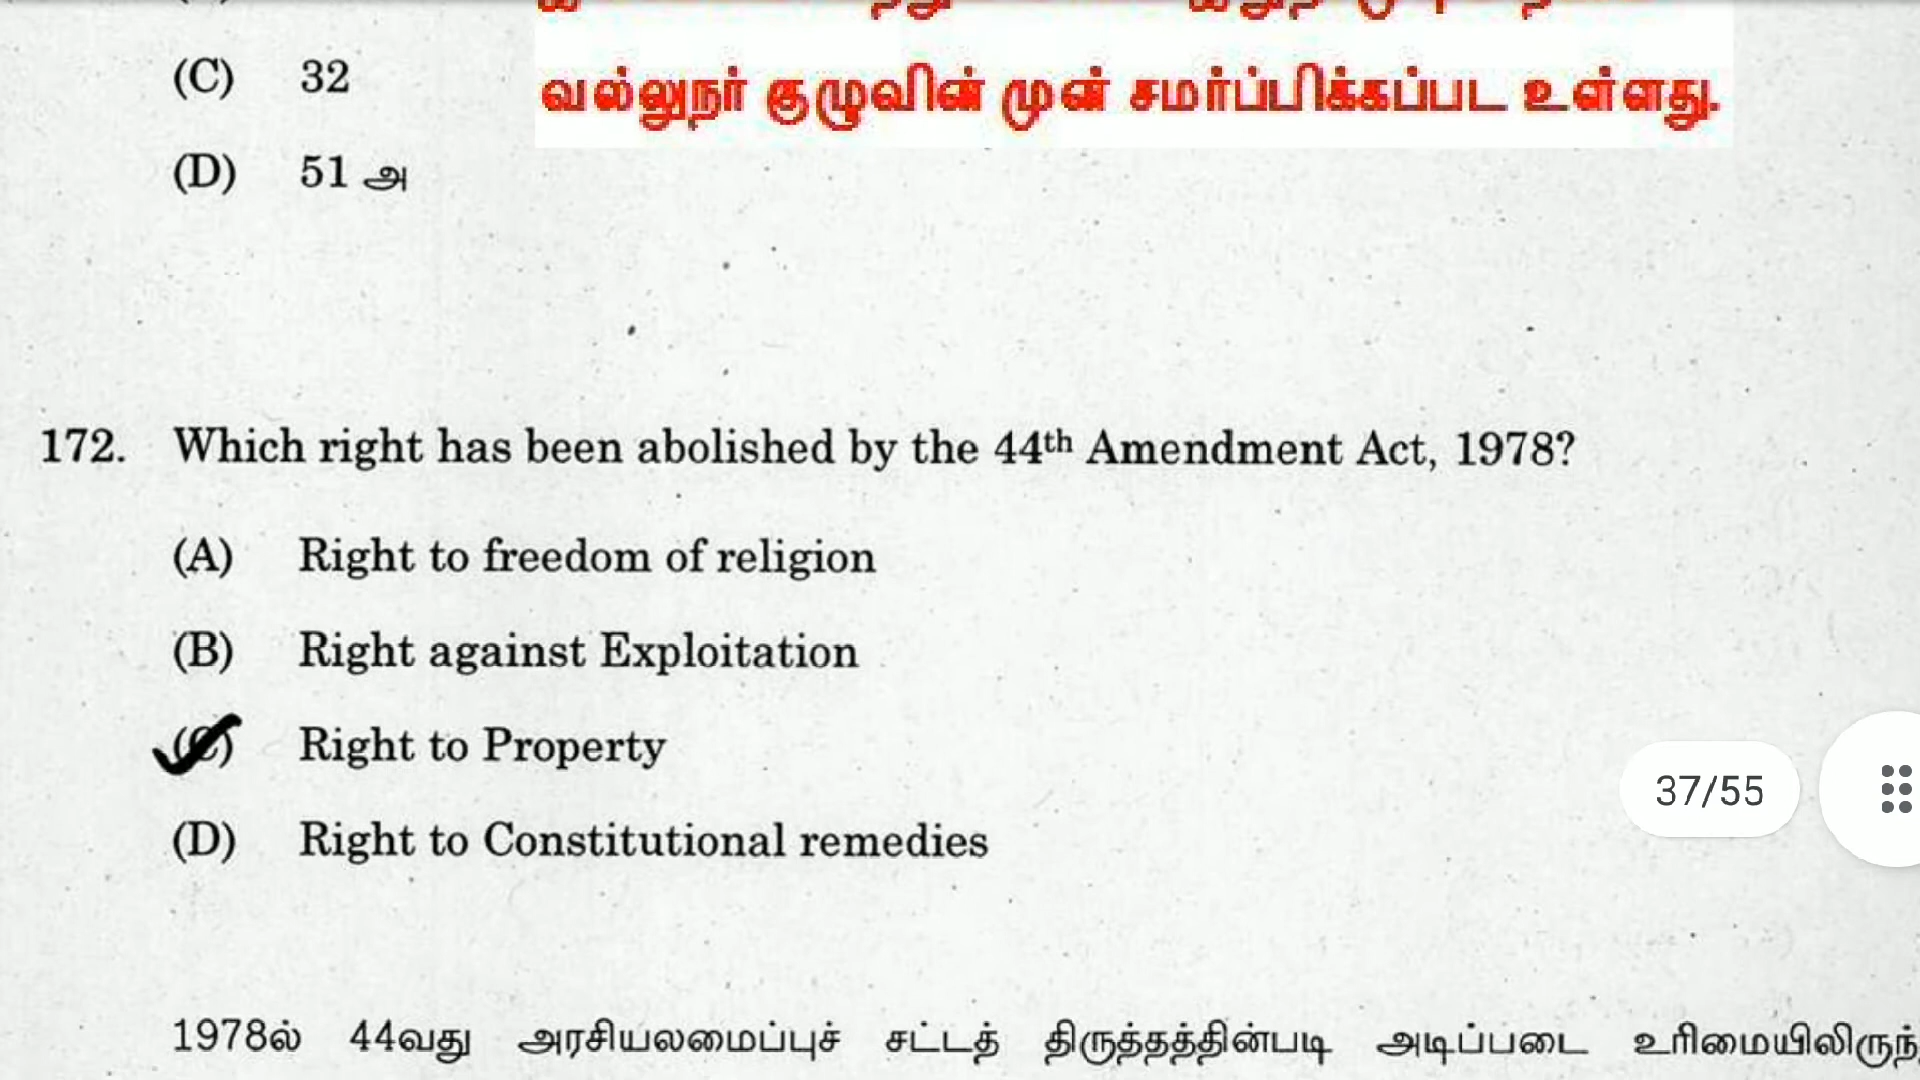 (C) 32
வல்லுநர் குழுவின் முன் சமர்ப்பிக்கப்பட உள்ளது.
(D) 51 அ
172. Which right has been abolished by the 44th Amendment Act, 1978?
(A) Right to freedom of religion
(B) Right against Exploitation
(C) Right to Property
37/55
(D) Right to Constitutional remedies
1978ல் 44வது அரசியலமைப்புச் சட்டத் திருத்தத்தின்படி அடிப்படை